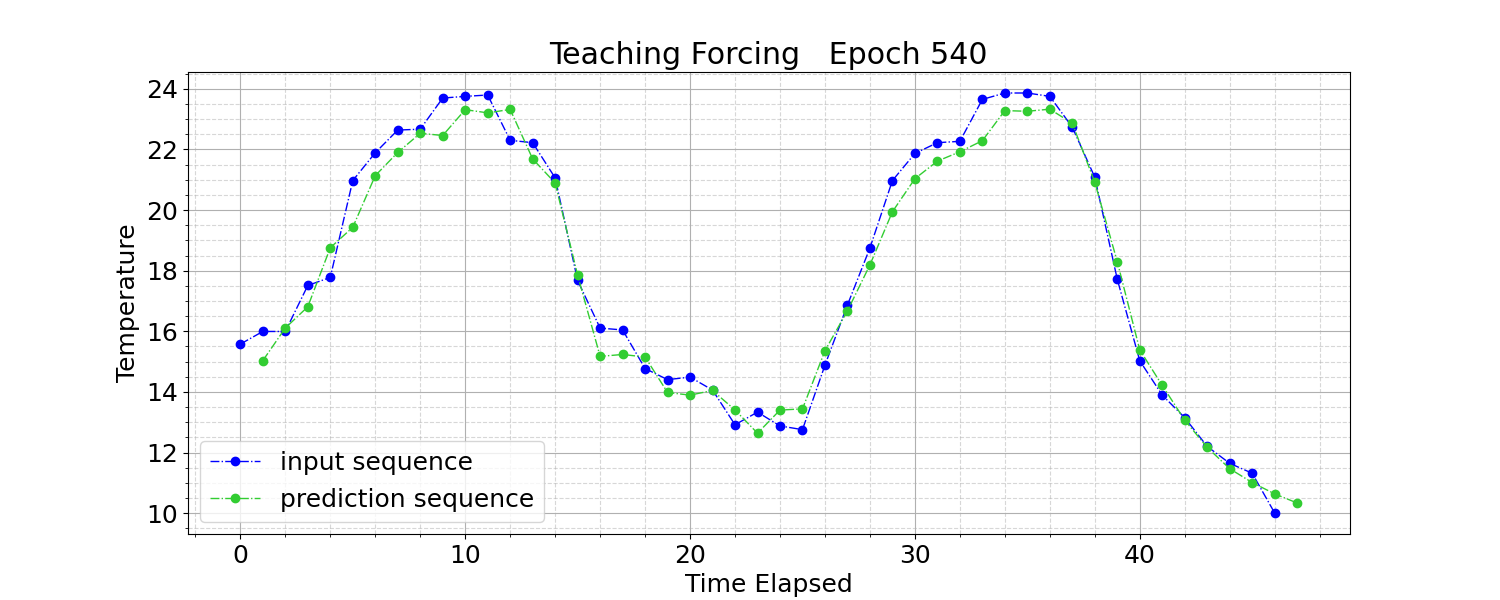 Teaching Forcing   Epoch 540
24
22
20
18
16
14
12
10
Temperature
input sequence
prediction sequence
0 10 20 30 40
Time Elapsed